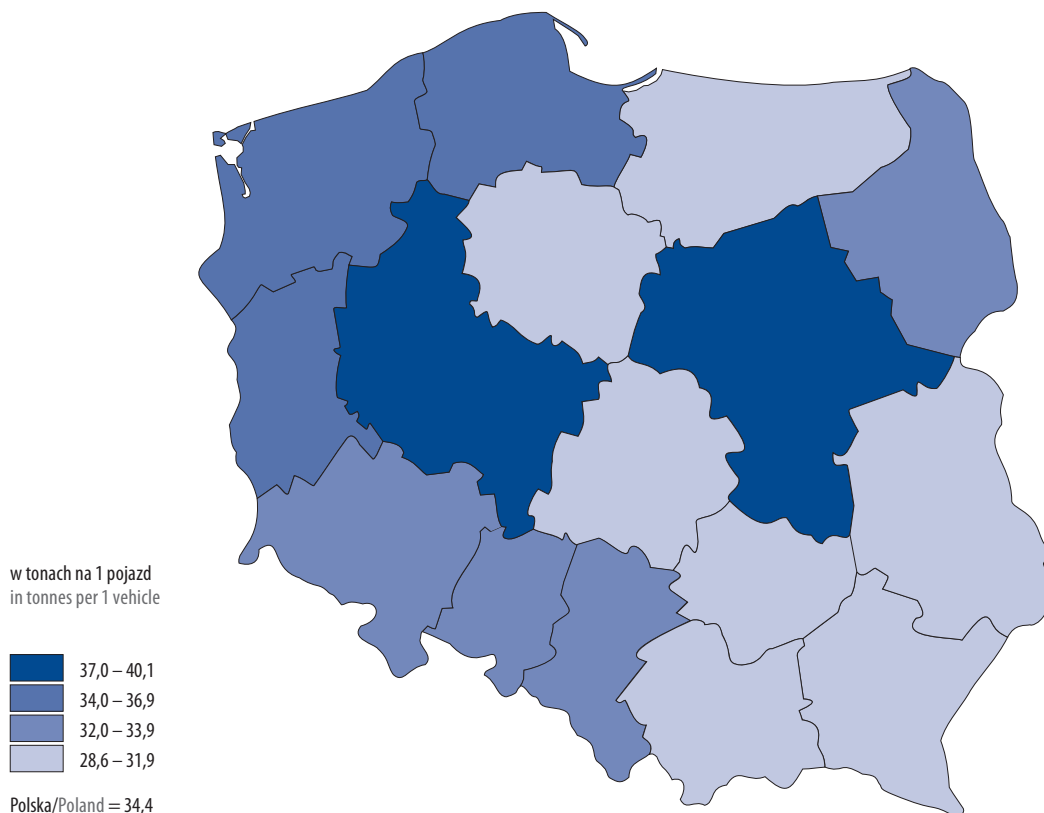 w tonach na 1 pojazd
in tonnes per 1 vehicle
37,0 – 40,1
34,0 – 36,9
32,0 – 33,9
28,6 – 31,9
Polska/Poland = 34,4